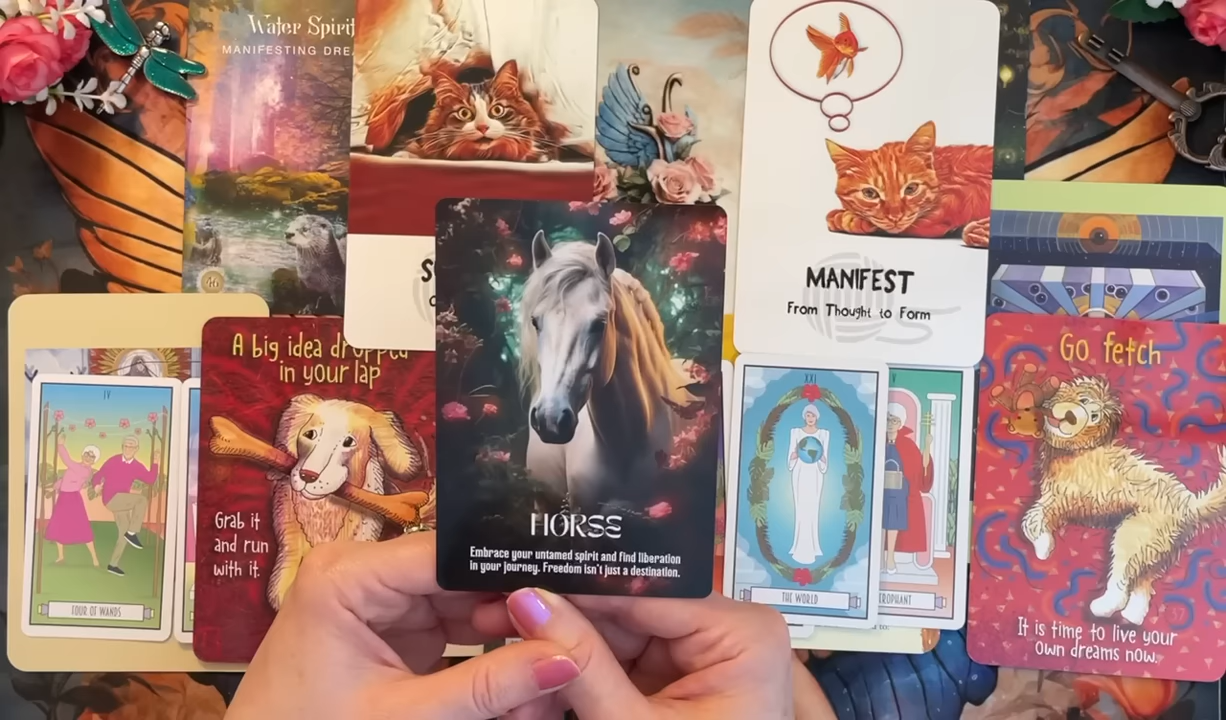 Water Spirit
MANIFESTING
MANIFEST
From Thought to Form
A big idea dropped
in your lap
Grab it
and run
with it.
Go fetch
It is time to live your
own dreams now.
IV
FOUR OF WANDS
HORSE
Embrace your untamed spirit and find liberation
in your journey. Freedom isn't just a destination.
XXI
THE WORLD
V